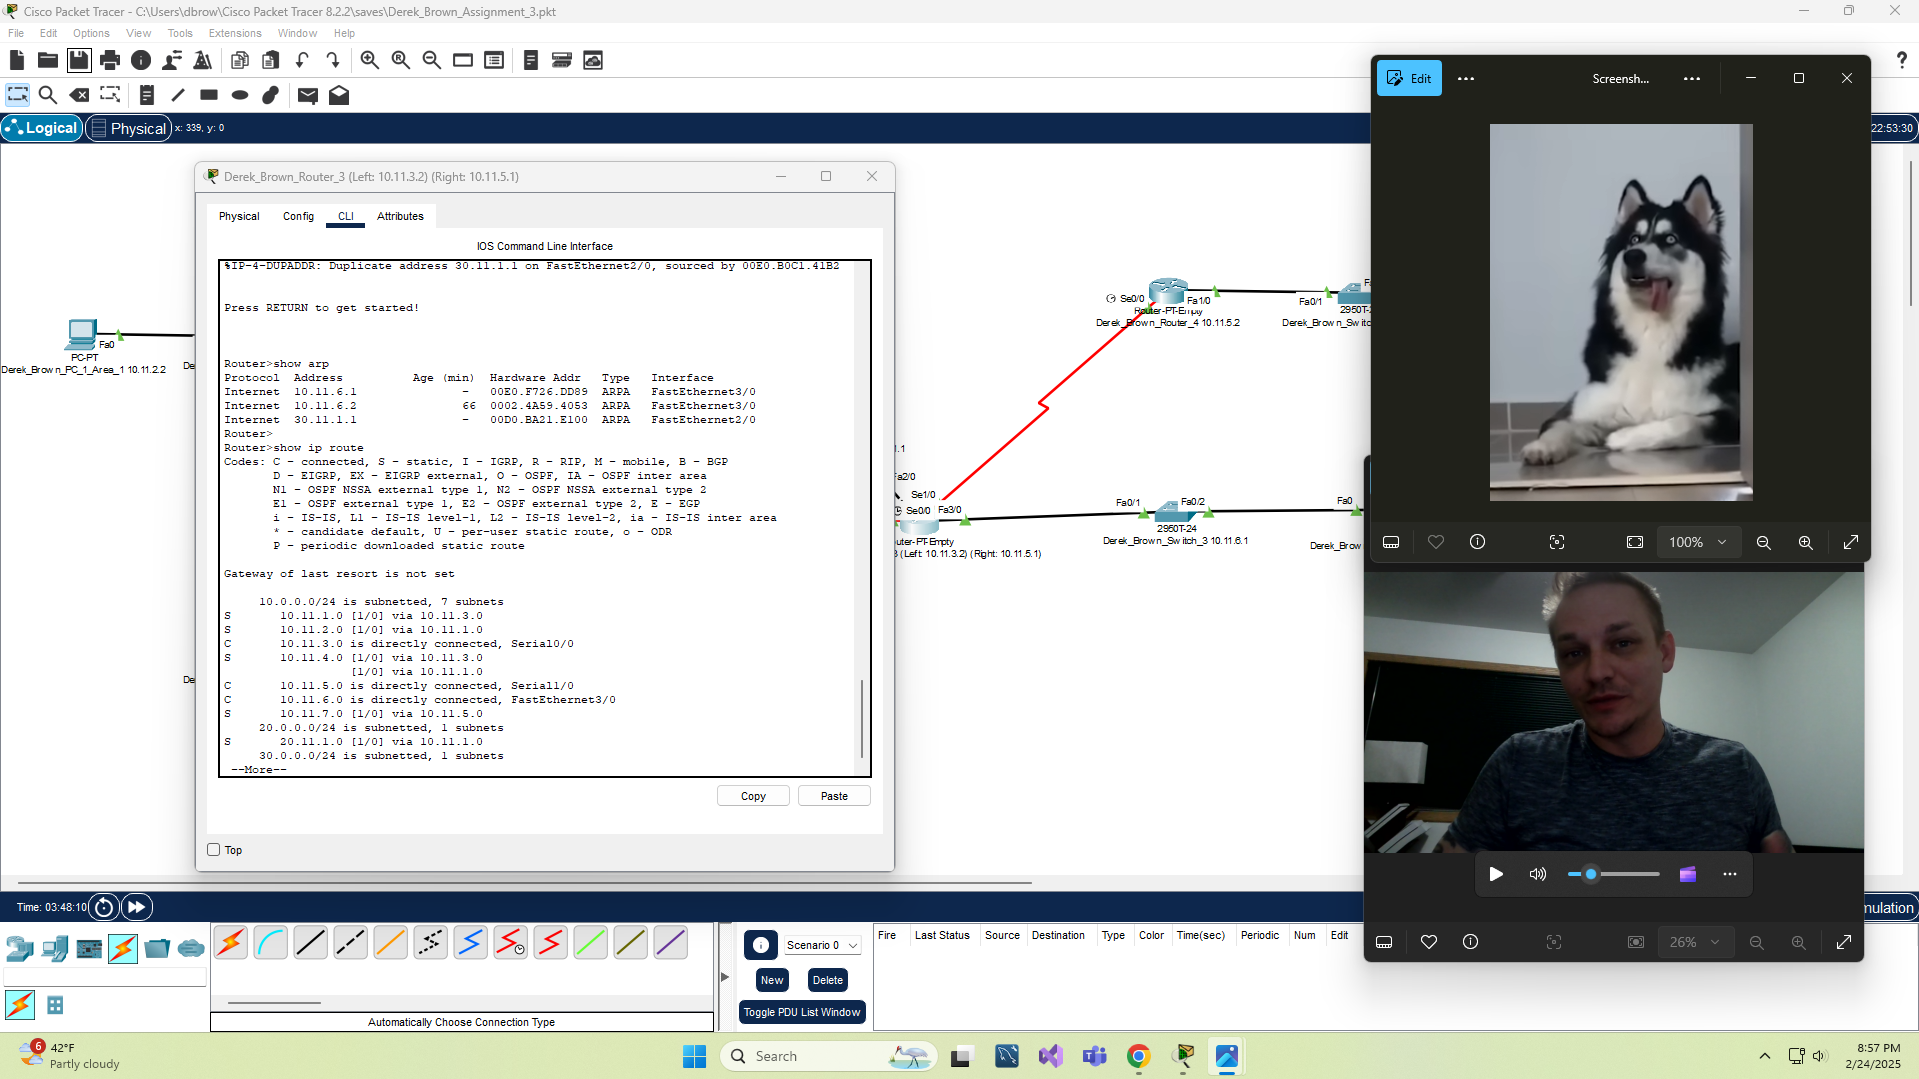 Cisco Packet Tracer - C:\Users\dbrow\Cisco Packet Tracer 8.2.2\saves\Derek_Brown_Assignment_3.pkt
File Edit Options View Tools Extensions Window Help
Logical Physical x: 339, y: 0
22:53:30
Edit Screensh...
Derek_Brown_Router_3 (Left: 10.11.3.2) (Right: 10.11.5.1)
Physical Config CLI Attributes
IOS Command Line Interface
%IP-4-DUPADDR: Duplicate address 30.11.1.1 on FastEthernet2/0, sourced by 00E0.B0C1.41B2
Press RETURN to get started!
Router>show arp
Protocol Address Age (min) Hardware Addr Type Interface
Internet 10.11.6.1 - 00E0.F726.DD89 ARPA FastEthernet3/0
Internet 10.11.6.2 66 0002.4A59.4053 ARPA FastEthernet3/0
Internet 30.11.1.1 - 00D0.BA21.E100 ARPA FastEthernet2/0
Router>
Router>show ip route
Codes: C - connected, S - static, I - IGRP, R - RIP, M - mobile, B - BGP
D - EIGRP, EX - EIGRP external, O - OSPF, IA - OSPF inter area
N1 - OSPF NSSA external type 1, N2 - OSPF NSSA external type 2
E1 - OSPF external type 1, E2 - OSPF external type 2, E - EGP
i - IS-IS, L1 - IS-IS level-1, L2 - IS-IS level-2, ia - IS-IS inter area
* - candidate default, U - per-user static route, o - ODR
P - periodic downloaded static route
Gateway of last resort is not set
10.0.0.0/24 is subnetted, 7 subnets
S 10.11.1.0 [1/0] via 10.11.3.0
S 10.11.2.0 [1/0] via 10.11.1.0
C 10.11.3.0 is directly connected, Serial0/0
S 10.11.4.0 [1/0] via 10.11.3.0
[1/0] via 10.11.1.0
C 10.11.5.0 is directly connected, Serial1/0
C 10.11.6.0 is directly connected, FastEthernet3/0
S 10.11.7.0 [1/0] via 10.11.5.0
20.0.0.0/24 is subnetted, 1 subnets
S 20.11.1.0 [1/0] via 10.11.1.0
30.0.0.0/24 is subnetted, 1 subnets
--More--
Copy Paste
Top
Fa0
PC-PT
Derek_Brown_PC_1_Area_1 10.11.2.2
De
De
Se0/0 Fa1/0 Fa0/1
Router-PT-Empty 2950T-
Derek_Brown_Router_4 10.11.5.2 Derek_Brown_Switc
.1
Fa2/0
Se1/0
Se0/0 Fa3/0 Fa0/1 Fa0/2 Fa0
outer-PT-Empty 2950T-24
3 (Left: 10.11.3.2) (Right: 10.11.5.1) Derek_Brown_Switch_3 10.11.6.1 Derek_Brow
100%
26%
Time: 03:48:10
mulation
Scenario 0
New Delete
Toggle PDU List Window
Fire Last Status Source Destination Type Color Time(sec) Periodic Num Edit
Automatically Choose Connection Type
6
42°F
Partly cloudy
Search
8:57 PM
2/24/2025